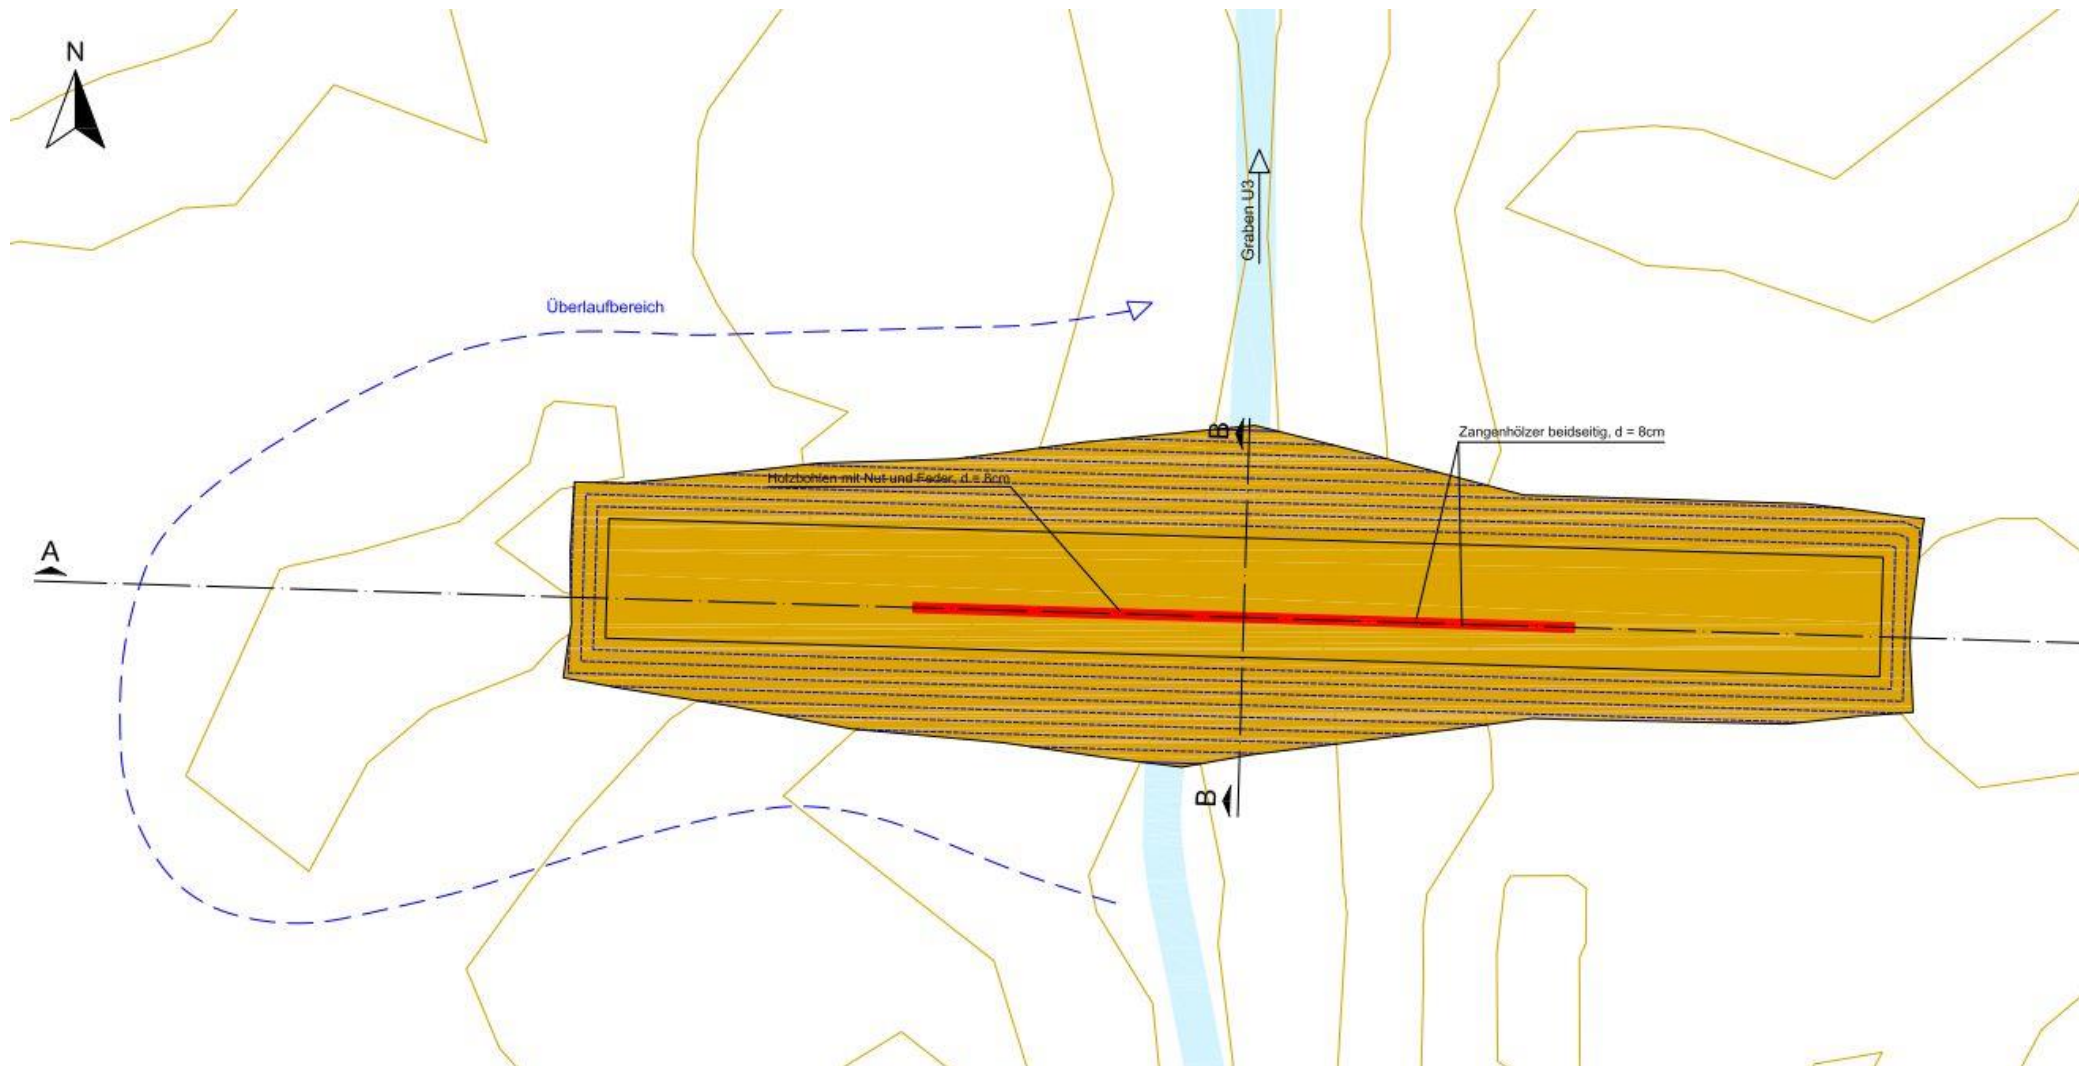 N
Graben U3
Überlaufbereich
B
Zangenhölzer beidseitig, d = 8cm
Holzbohlen mit Nut und Feder, d = 8cm
A
B